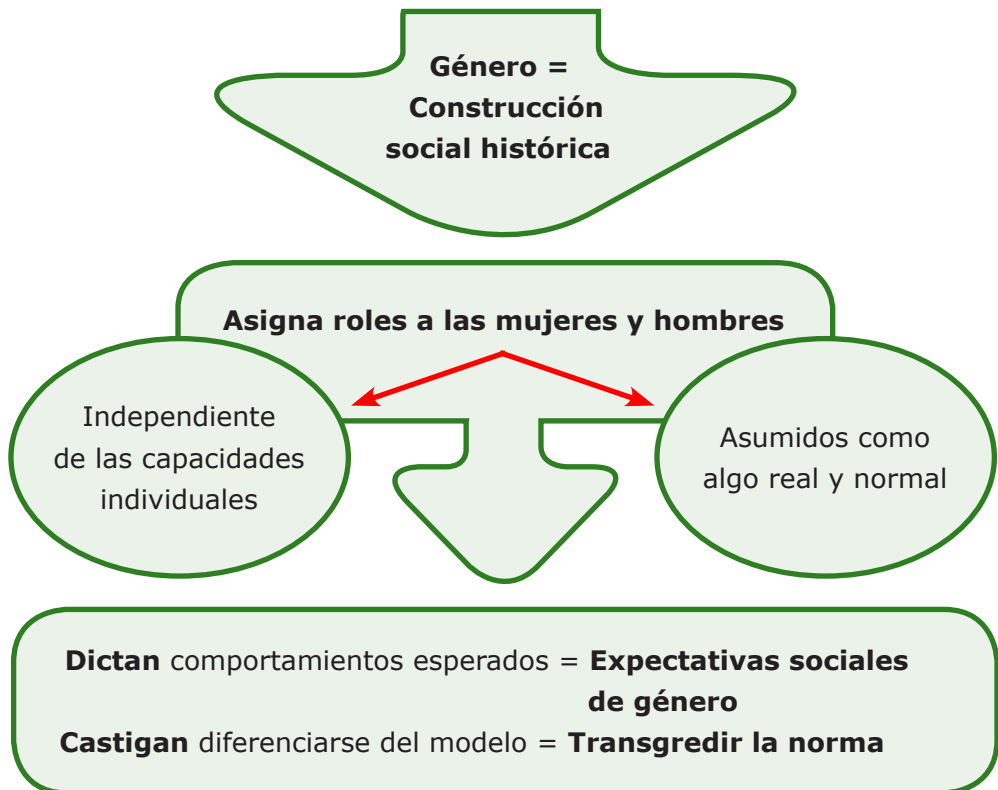 Género =
Construcción
social histórica
Asigna roles a las mujeres y hombres
Independiente
de las capacidades
individuales
Asumidos como
algo real y normal
Dictan comportamientos esperados = Expectativas sociales
de género
Castigan diferenciarse del modelo = Transgredir la norma